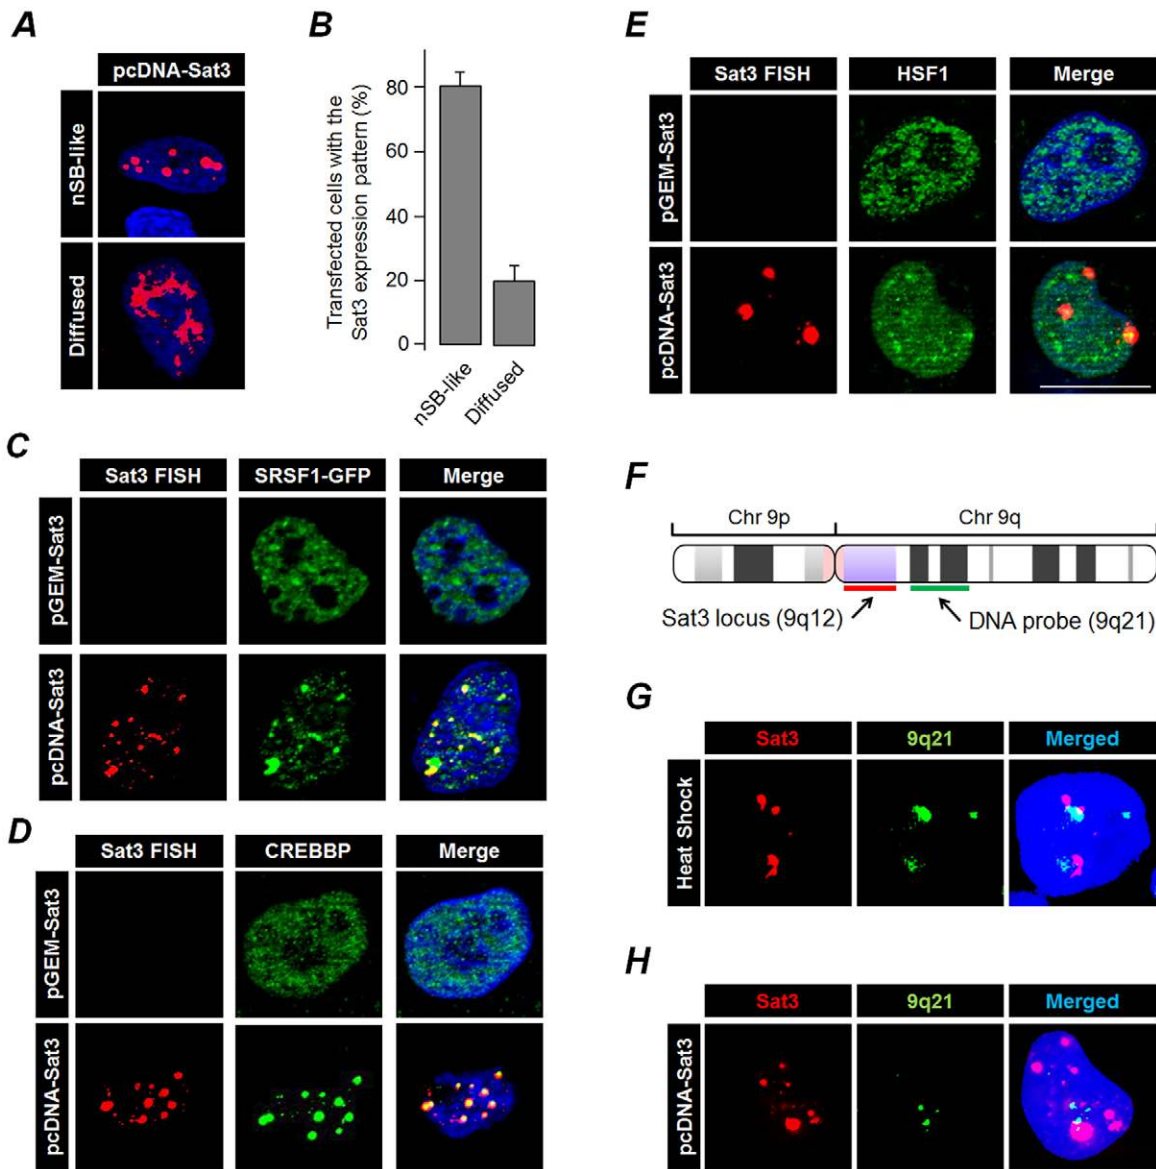 A
pcDNA-Sat3
nSB-like
Diffused
B
Transfected cells with the
Sat3 expression pattern (%)
80
60
40
20
0
nSB-like
Diffused
C
Sat3 FISH
SRSF1-GFP
Merge
pGEM-Sat3
pcDNA-Sat3
D
Sat3 FISH
CREBBP
Merge
pGEM-Sat3
pcDNA-Sat3
E
Sat3 FISH
HSF1
Merge
pGEM-Sat3
pcDNA-Sat3
F
Chr 9p
Chr 9q
Sat3 locus (9q12)
DNA probe (9q21)
G
Sat3
9q21
Merged
Heat Shock
H
Sat3
9q21
Merged
pcDNA-Sat3